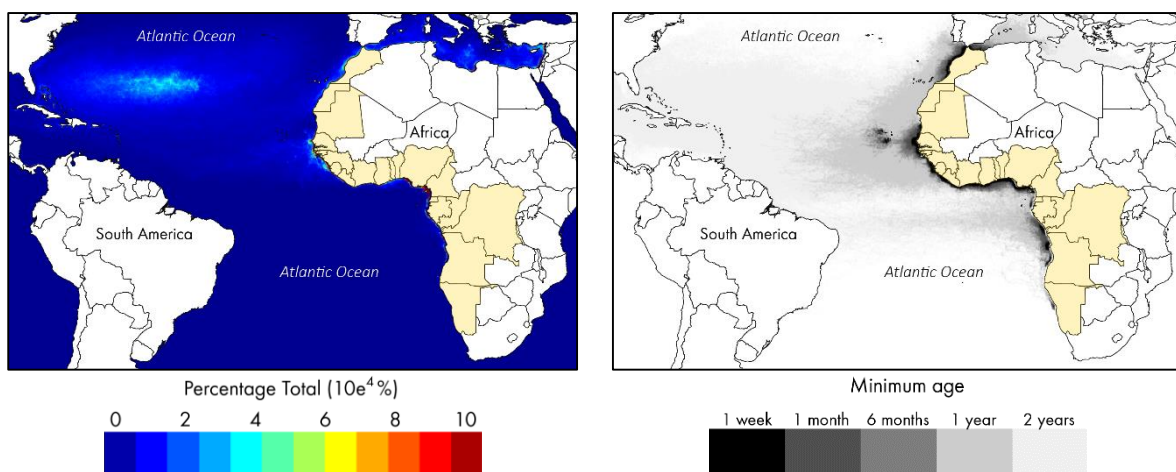 Atlantic Ocean
Africa
South America
Atlantic Ocean
Percentage Total (10e⁴ %)
0 2 4 6 8 10
Atlantic Ocean
Africa
South America
Atlantic Ocean
Minimum age
1 week 1 month 6 months 1 year 2 years